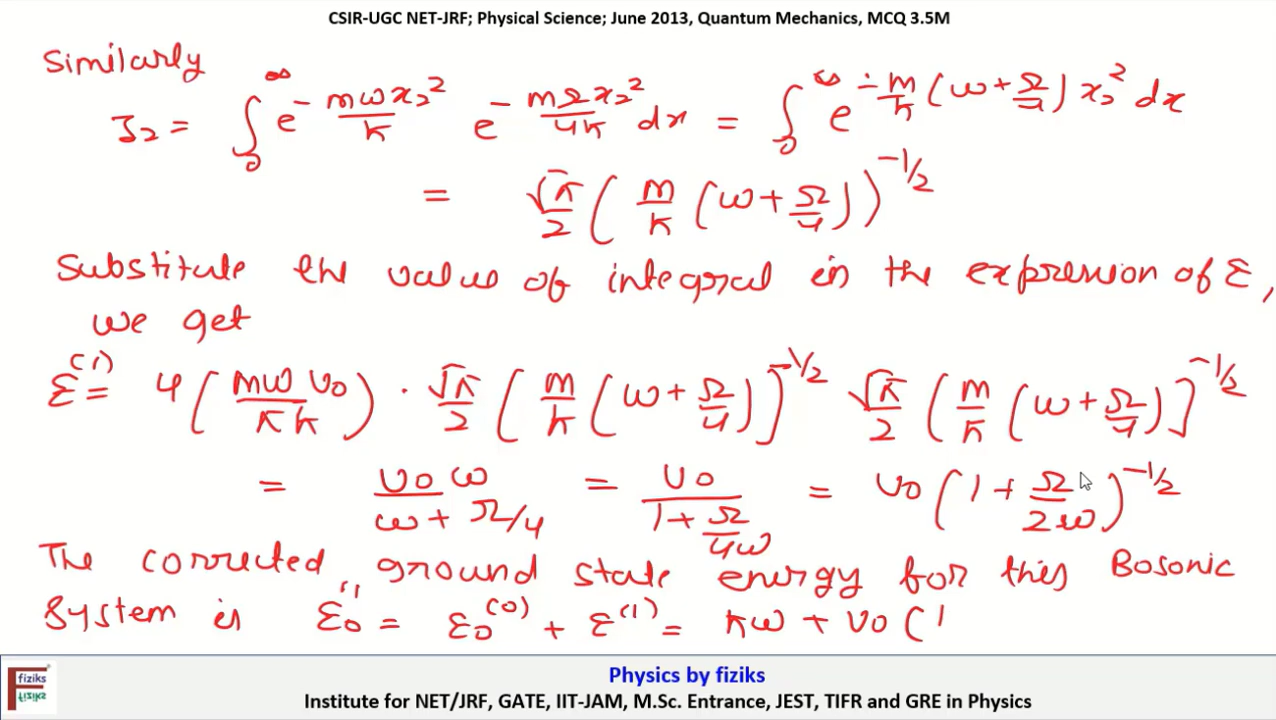 CSIR-UGC NET-JRF; Physical Science; June 2013, Quantum Mechanics, MCQ 3.5M
Similarly
I₂ = ∫₀^∞ e^(-mωx₂²/ħ) e^(-mΩx₂²/4ħ) dx = ∫₀^∞ e^(-m/ħ (ω+Ω/4) x₂²) dx
= √π/2 (m/ħ (ω+Ω/4))^(-1/2)
Substitute the value of integral in the expression of E,
we get
E^(1) = 4 (mωV₀/πħ) · √π/2 (m/ħ (ω+Ω/4)]^(-1/2) √π/2 (m/ħ (ω+Ω/4)]^(-1/2)
= V₀ω/(ω+Ω/4) = V₀/(1+Ω/4ω) = V₀ (1+Ω/2ω)^(-1/2)
The corrected ground state energy for this Bosonic
System is E₀'' = E₀^(0) + E^(1) = ħω + V₀ (1
fiziks
Physics by fiziks
Institute for NET/JRF, GATE, IIT-JAM, M.Sc. Entrance, JEST, TIFR and GRE in Physics